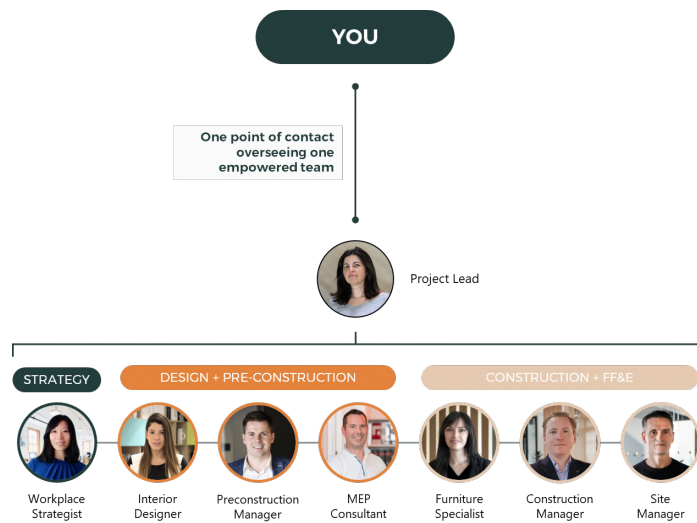 YOU
One point of contact
overseeing one
empowered team
Project Lead
STRATEGY
DESIGN + PRE-CONSTRUCTION
CONSTRUCTION + FF&E
Workplace
Strategist
Interior
Designer
Preconstruction
Manager
MEP
Consultant
Furniture
Specialist
Construction
Manager
Site
Manager